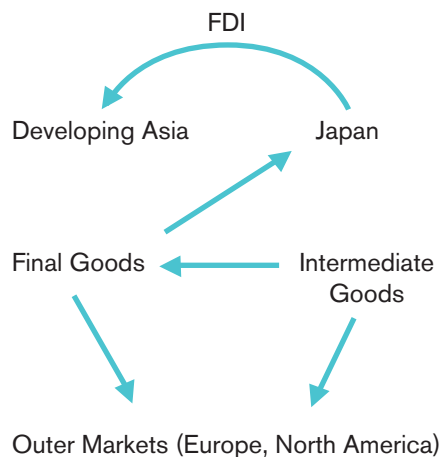 FDI
Developing Asia
Japan
Final Goods
Intermediate
Goods
Outer Markets (Europe, North America)